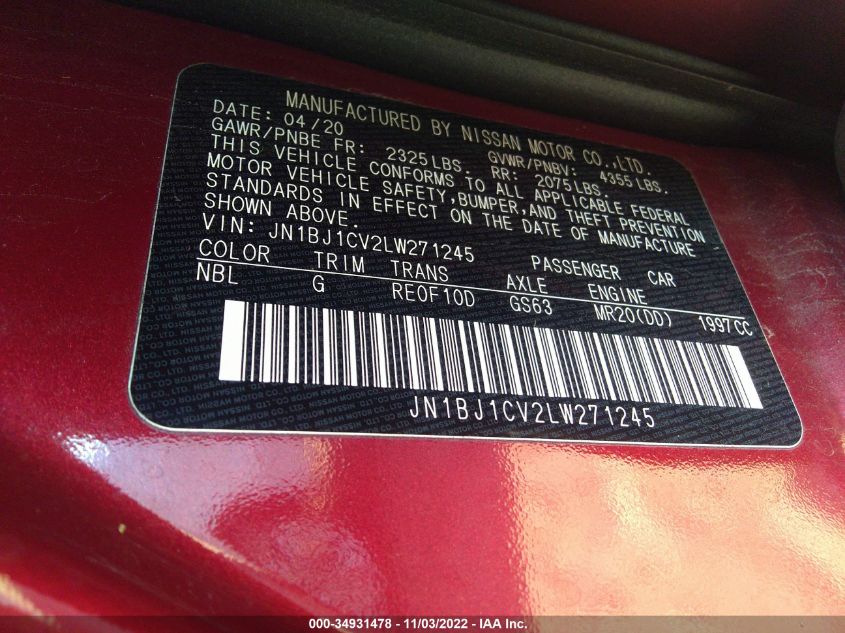 MANUFACTURED BY NISSAN MOTOR CO.,LTD.
DATE: 04/20 GVWR/PNBV: 4355 LBS.
GAWR/PNBE FR: 2325 LBS. RR: 2075 LBS.
THIS VEHICLE CONFORMS TO ALL APPLICABLE FEDERAL
MOTOR VEHICLE SAFETY, BUMPER, AND THEFT PREVENTION
STANDARDS IN EFFECT ON THE DATE OF MANUFACTURE
SHOWN ABOVE.
VIN: JN1BJ1CV2LW271245 PASSENGER CAR
COLOR TRIM TRANS AXLE ENGINE
NBL G RE0F10D GS63 MR20(DD) 1997CC
JN1BJ1CV2LW271245
000-34931478 - 11/03/2022 - IAA Inc.